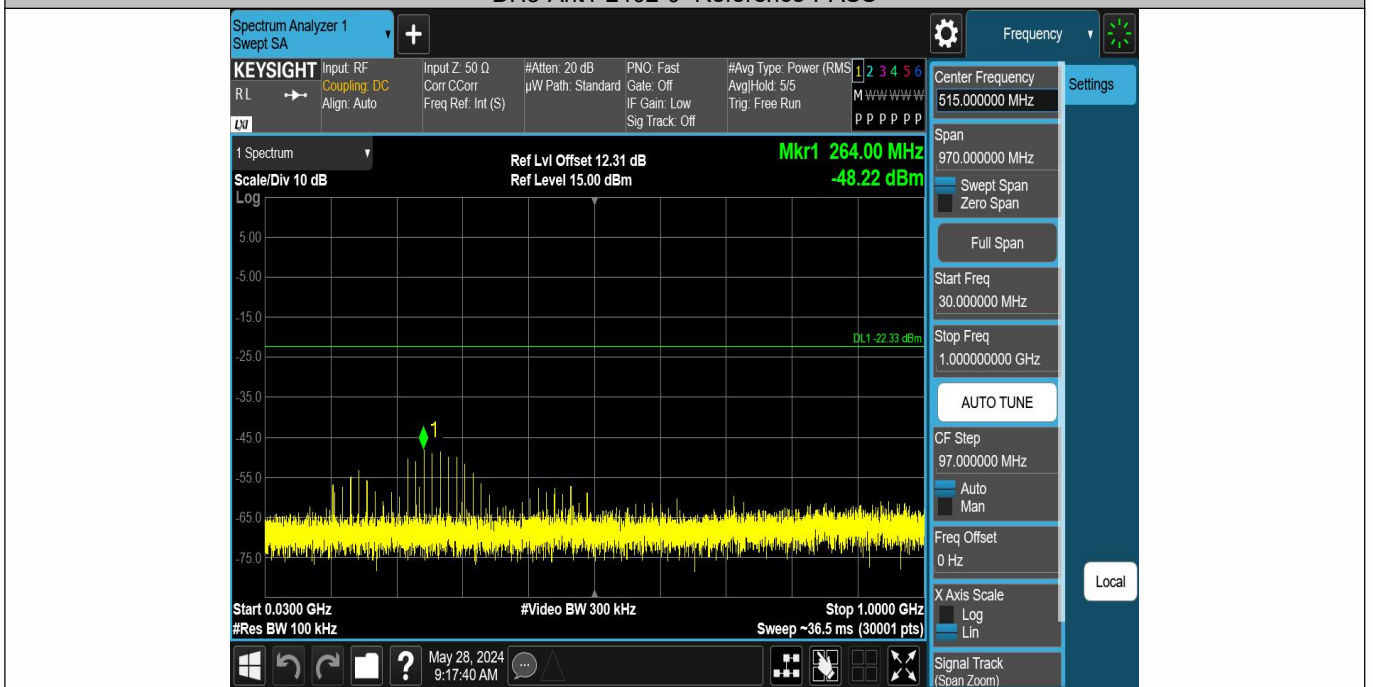 Spectrum Analyzer 1
Swept SA
Frequency
KEYSIGHT
RL
LXI
Input: RF
Coupling: DC
Align: Auto
Input Z: 50 Ω
Corr CCorr
Freq Ref: Int (S)
#Atten: 20 dB
µW Path: Standard
PNO: Fast
Gate: Off
IF Gain: Low
Sig Track: Off
#Avg Type: Power (RMS
Avg|Hold: 5/5
Trig: Free Run
1 2 3 4 5 6
M W W W W W
P P P P P P
1 Spectrum
Scale/Div 10 dB
Log
Ref Lvl Offset 12.31 dB
Ref Level 15.00 dBm
Mkr1 264.00 MHz
-48.22 dBm
5.00
-5.00
-15.0
DL1 -22.33 dBm
-25.0
-35.0
1
-45.0
-55.0
-65.0
-75.0
Start 0.0300 GHz
#Video BW 300 kHz
Stop 1.0000 GHz
#Res BW 100 kHz
Sweep ~36.5 ms (30001 pts)
?
May 28, 2024
9:17:40 AM
Center Frequency
515.000000 MHz
Settings
Span
970.000000 MHz
Swept Span
Zero Span
Full Span
Start Freq
30.000000 MHz
Stop Freq
1.000000000 GHz
AUTO TUNE
CF Step
97.000000 MHz
Auto
Man
Freq Offset
0 Hz
Local
X Axis Scale
Log
Lin
Signal Track
(Span Zoom)